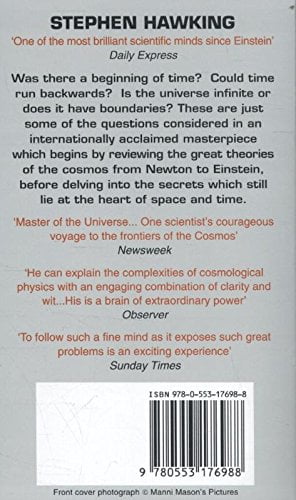 STEPHEN HAWKING
'One of the most brilliant scientific minds since Einstein'
Daily Express
Was there a beginning of time? Could time
run backwards? Is the universe infinite or
does it have boundaries? These are just
some of the questions considered in an
internationally acclaimed masterpiece
which begins by reviewing the great theories
of the cosmos from Newton to Einstein,
before delving into the secrets which still
lie at the heart of space and time.
'Master of the Universe... One scientist's courageous
voyage to the frontiers of the Cosmos'
Newsweek
'He can explain the complexities of cosmological
physics with an engaging combination of clarity and
wit...His is a brain of extraordinary power'
Observer
'To follow such a fine mind as it exposes such great
problems is an exciting experience'
Sunday Times
ISBN 978-0-553-17698-8
9 780553 176988
Front cover photograph © Manni Mason's Pictures